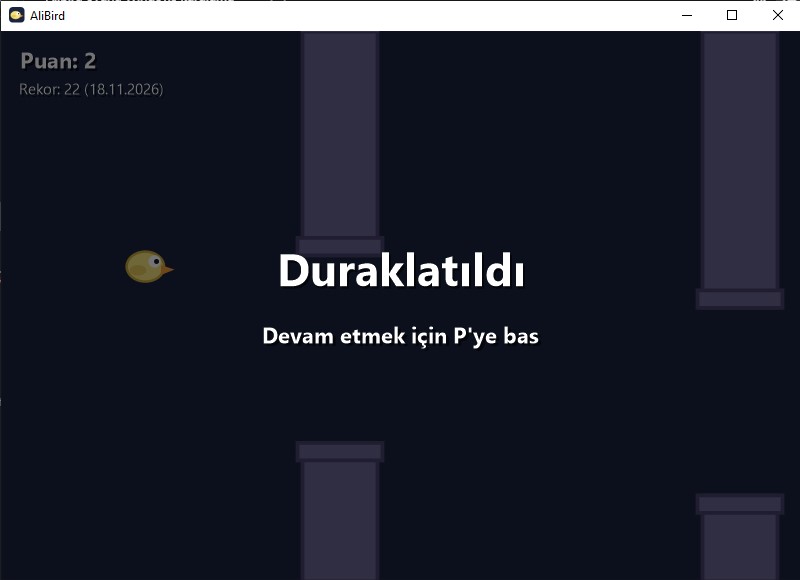 AliBird
Puan: 2
Rekor: 22 (18.11.2026)
Duraklatıldı
Devam etmek için P'ye bas